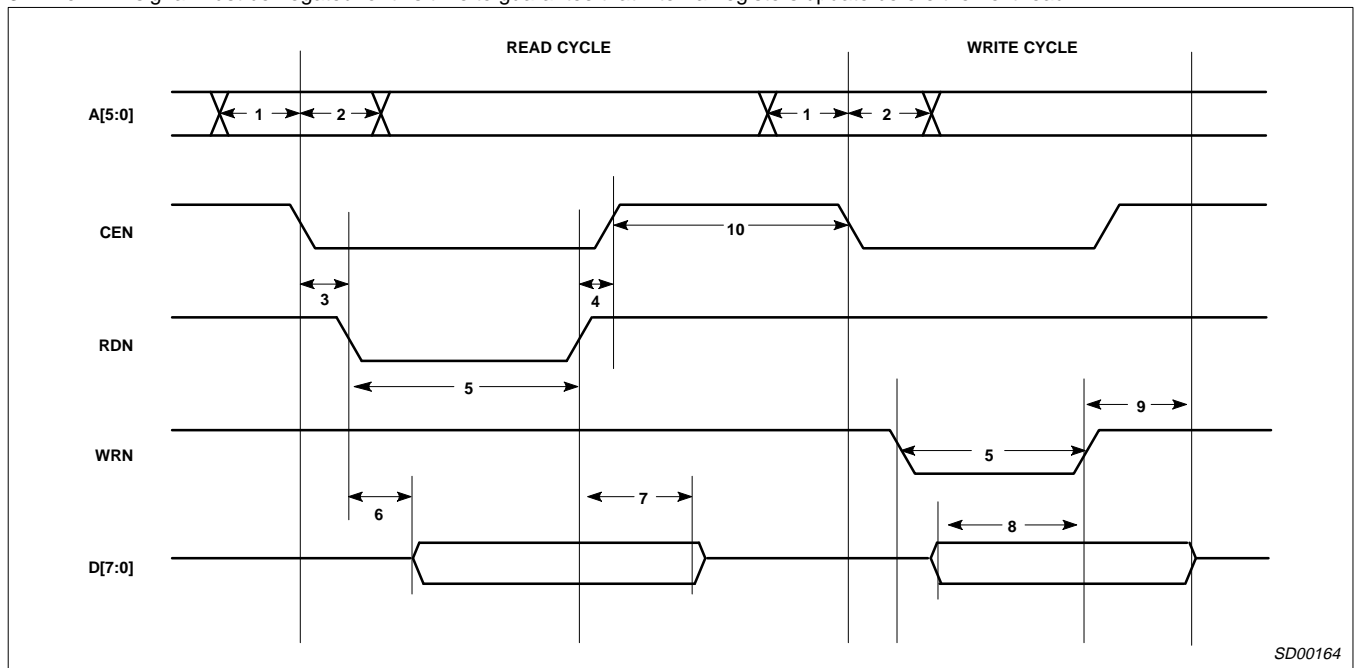 READ CYCLE WRITE CYCLE
A[5:0] 1 2 1 2
CEN
10
3 4
RDN
5
9
WRN 5
7
6
8
D[7:0]
SD00164